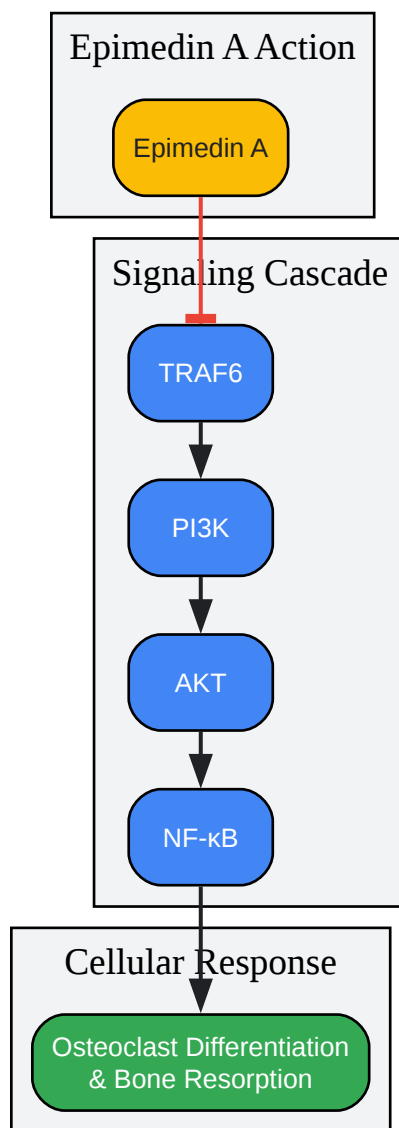 Epimedin A Action
Epimedin A
Signaling Cascade
TRAF6
PI3K
AKT
NF-κB
Cellular Response
Osteoclast Differentiation
& Bone Resorption